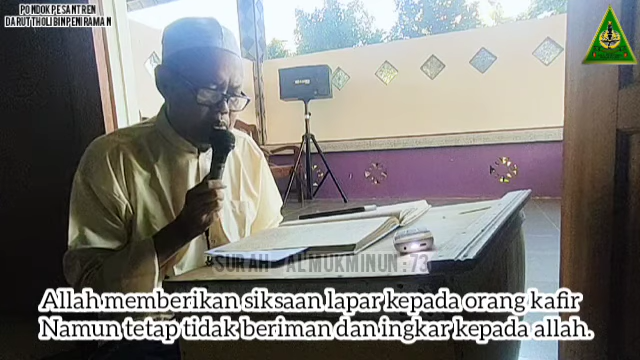 PONDOK PESANTREN
DARUT THOLIBIN PENIRAMAN
SURAH AL MUKMINUN : 73
Allah memberikan siksaan lapar kepada orang kafir
Namun tetap tidak beriman dan ingkar kepada allah.